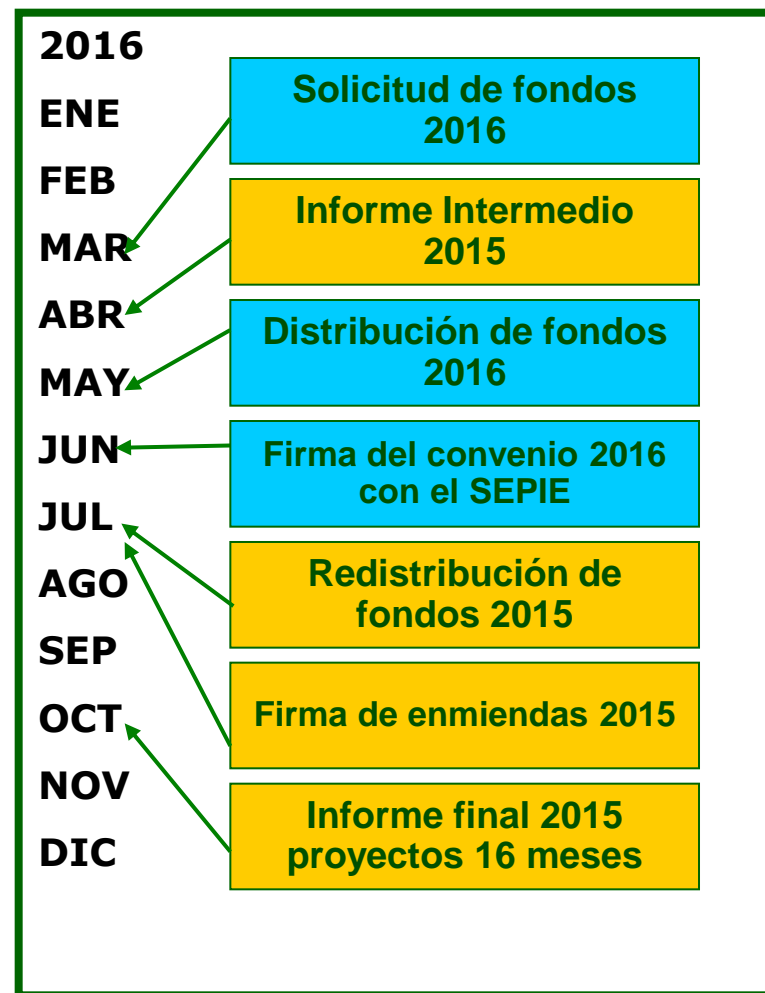 2016
ENE
FEB
MAR
ABR
MAY
JUN
JUL
AGO
SEP
OCT
NOV
DIC
Solicitud de fondos
2016
Informe Intermedio
2015
Distribución de fondos
2016
Firma del convenio 2016
con el SEPIE
Redistribución de
fondos 2015
Firma de enmiendas 2015
Informe final 2015
proyectos 16 meses